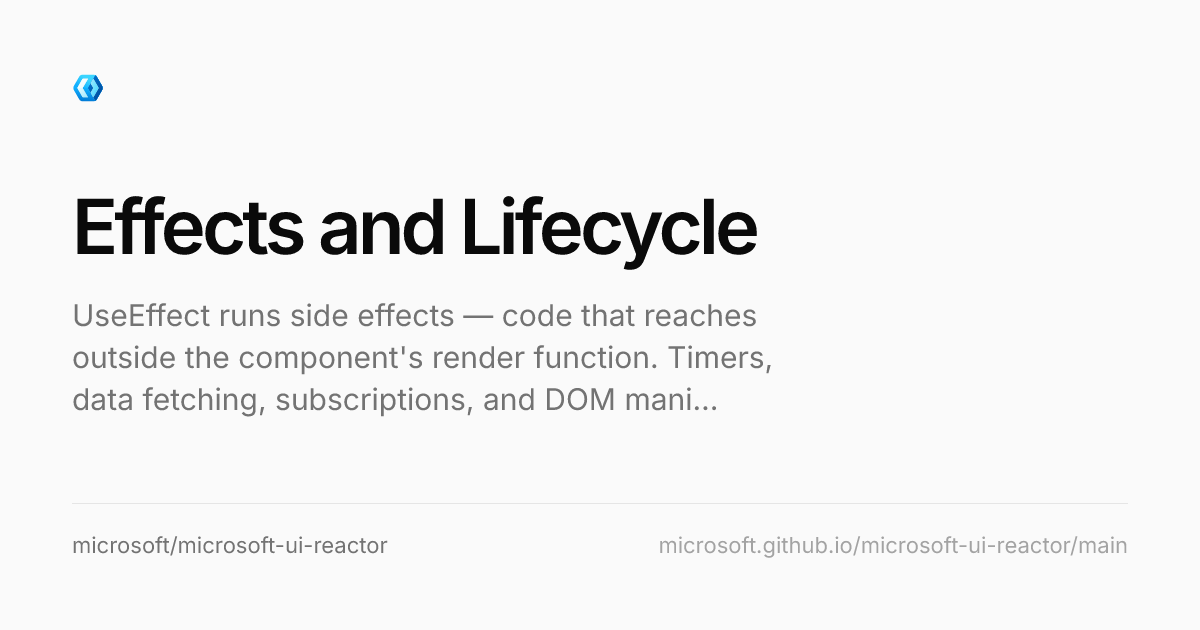 Effects and Lifecycle
UseEffect runs side effects — code that reaches
outside the component's render function. Timers,
data fetching, subscriptions, and DOM mani...
microsoft/microsoft-ui-reactor
microsoft.github.io/microsoft-ui-reactor/main